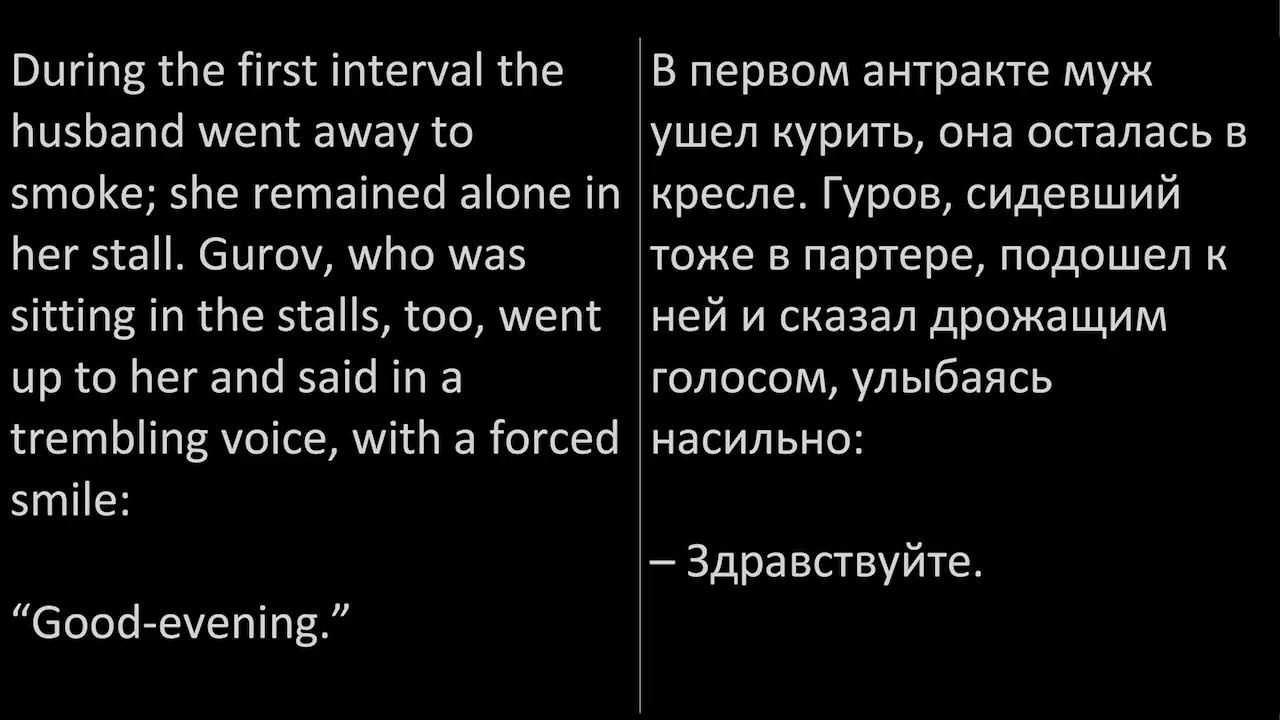 During the first interval the
husband went away to
smoke; she remained alone in
her stall. Gurov, who was
sitting in the stalls, too, went
up to her and said in a
trembling voice, with a forced
smile:
“Good-evening.”
В первом антракте муж
ушел курить, она осталась в
кресле. Гуров, сидевший
тоже в партере, подошел к
ней и сказал дрожащим
голосом, улыбаясь
насильно:
– Здравствуйте.